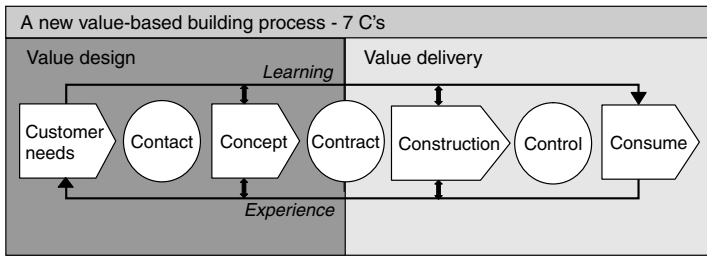 A new value-based building process - 7 C's
Value design
Value delivery
Learning
Customer
needs
Contact
Concept
Contract
Construction
Control
Consume
Experience